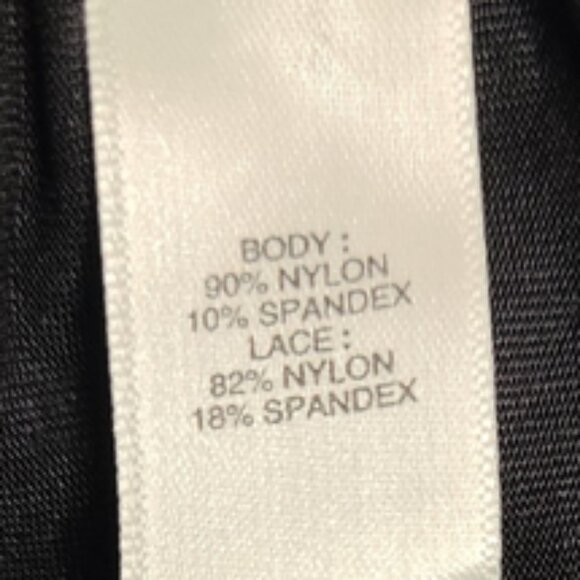 BODY :
90% NYLON
10% SPANDEX
LACE :
82% NYLON
18% SPANDEX